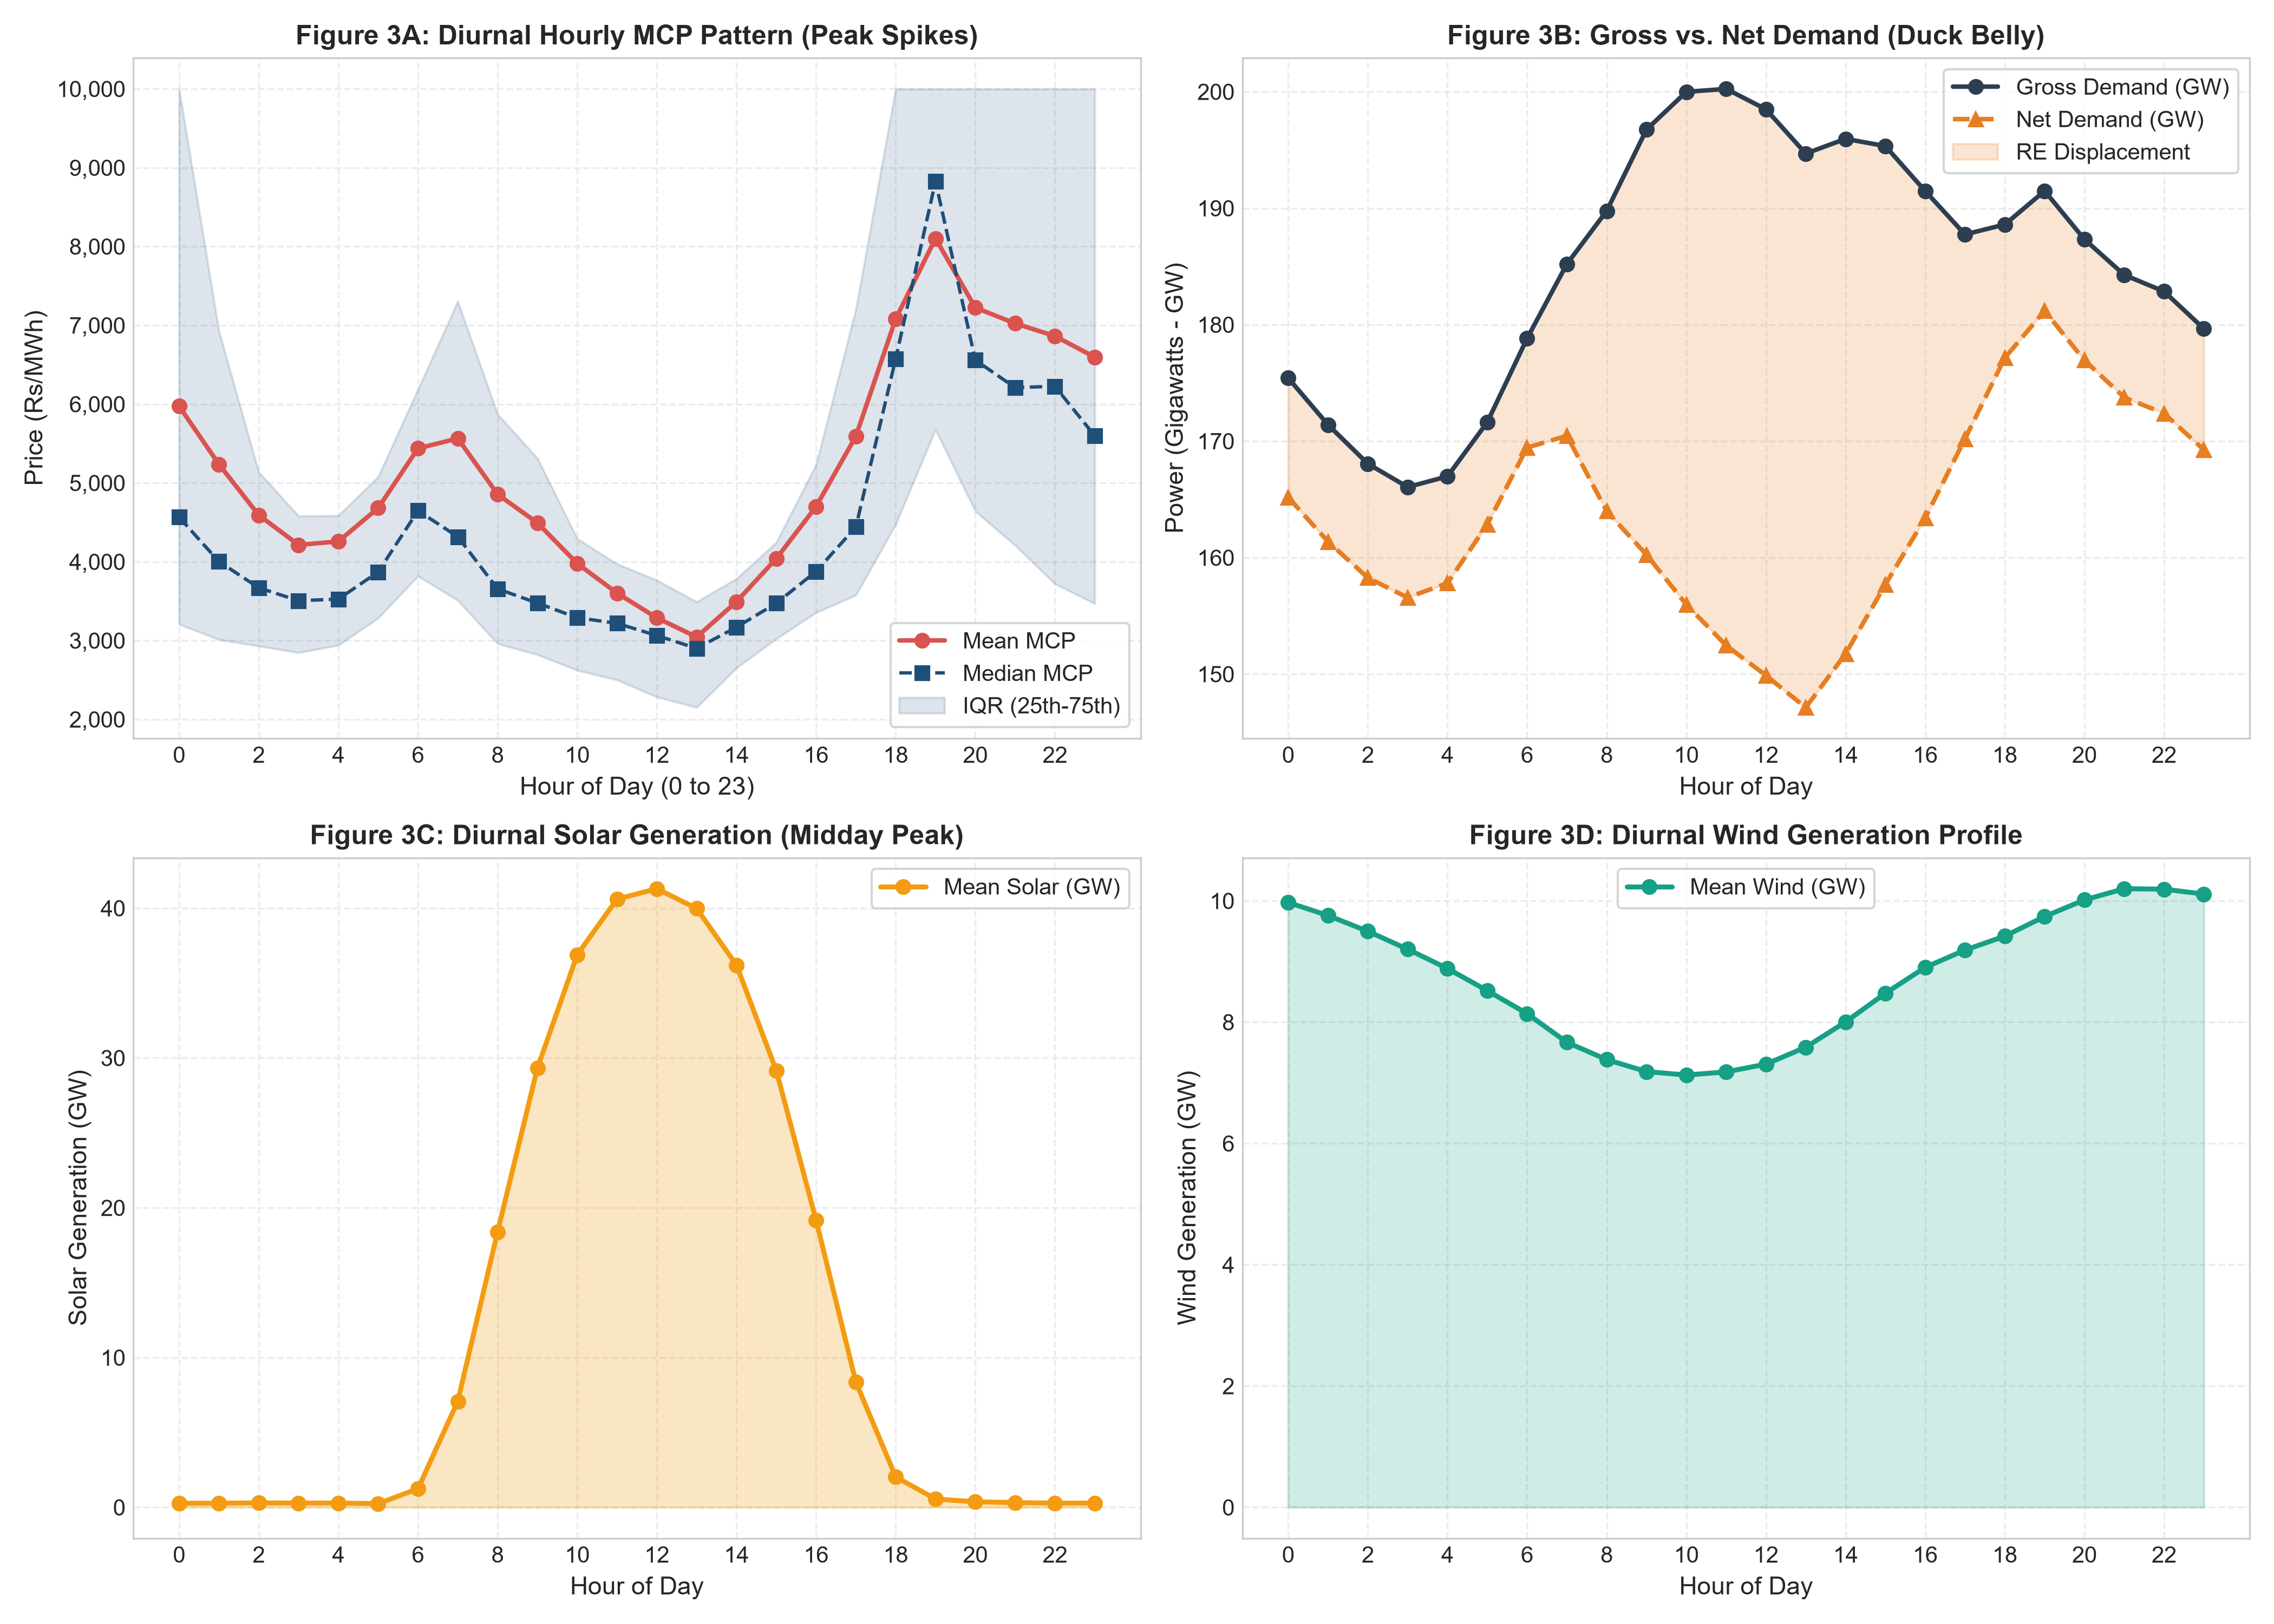 Figure 3A: Diurnal Hourly MCP Pattern (Peak Spikes)
Price (Rs/MWh)
10,000
9,000
8,000
7,000
6,000
5,000
4,000
3,000
2,000
Mean MCP
Median MCP
IQR (25th-75th)
0 2 4 6 8 10 12 14 16 18 20 22
Hour of Day (0 to 23)
Figure 3B: Gross vs. Net Demand (Duck Belly)
Power (Gigawatts - GW)
200
190
180
170
160
150
Gross Demand (GW)
Net Demand (GW)
RE Displacement
0 2 4 6 8 10 12 14 16 18 20 22
Hour of Day
Figure 3C: Diurnal Solar Generation (Midday Peak)
Solar Generation (GW)
40
30
20
10
0
Mean Solar (GW)
0 2 4 6 8 10 12 14 16 18 20 22
Hour of Day
Figure 3D: Diurnal Wind Generation Profile
Wind Generation (GW)
10
8
6
4
2
0
Mean Wind (GW)
0 2 4 6 8 10 12 14 16 18 20 22
Hour of Day